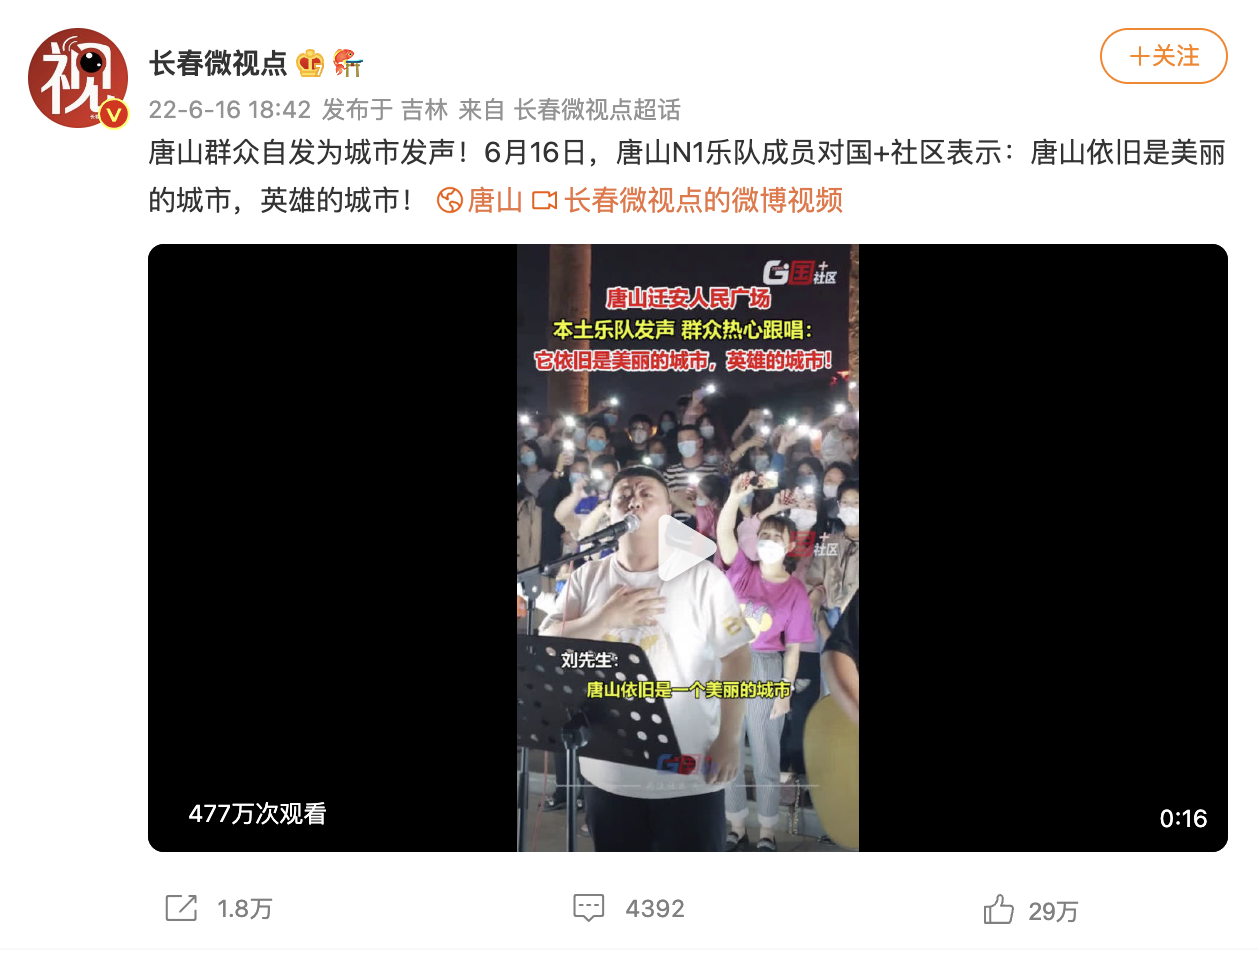 视
长春微视点
+关注
22-6-16 18:42 发布于 吉林 来自 长春微视点超话
唐山群众自发为城市发声！6月16日，唐山N1乐队成员对国+社区表示：唐山依旧是美丽
的城市，英雄的城市！ 唐山 长春微视点的微博视频
G国+社区
唐山迁安人民广场
本土乐队发声 群众热心跟唱：
它依旧是美丽的城市，英雄的城市！
国+社区
刘先生：
唐山依旧是一个美丽的城市
477万次观看
0:16
1.8万
4392
29万